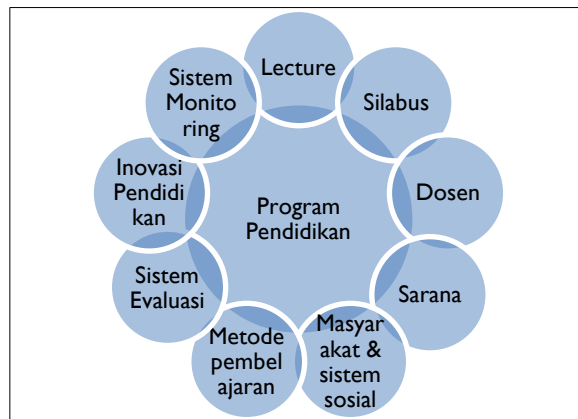 Lecture
Silabus
Dosen
Sarana
Masyar
akat &
sistem
sosial
Metode
pembel
ajaran
Sistem
Evaluasi
Inovasi
Pendidi
kan
Sistem
Monito
ring
Program
Pendidikan